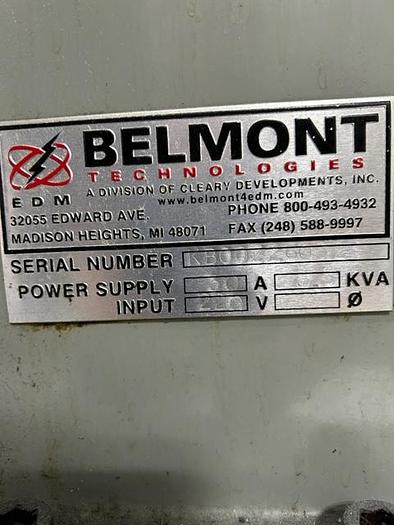 BELMONT
TECHNOLOGIES
EDM
A DIVISION OF CLEARY DEVELOPMENTS, INC.
www.belmont4edm.com
32055 EDWARD AVE. PHONE 800-493-4932
MADISON HEIGHTS, MI 48071 FAX (248) 588-9997
SERIAL NUMBER
POWER SUPPLY A KVA
INPUT V Ø